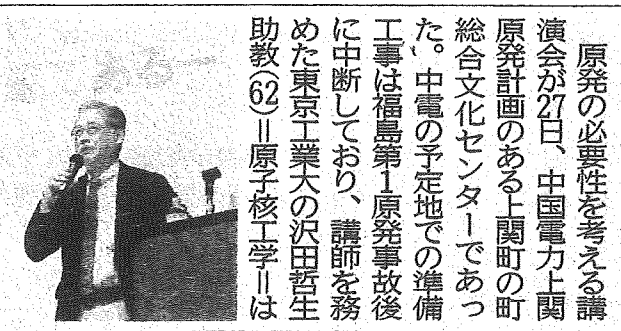 原発の必要性を考える講
演会が27日、中国電力上関
原発計画のある上関町の町
総合文化センターであっ
た。中電の予定地での準備
工事は福島第1原発事故後
に中断しており、講師を務
めた東京工業大の沢田哲生
助教(62)=原子核工学=は